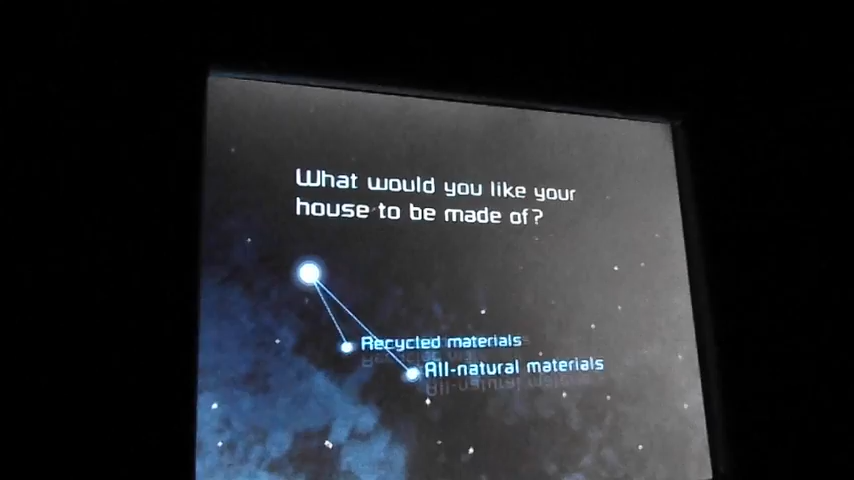 What would you like your
house to be made of?
Recycled materials
All-natural materials